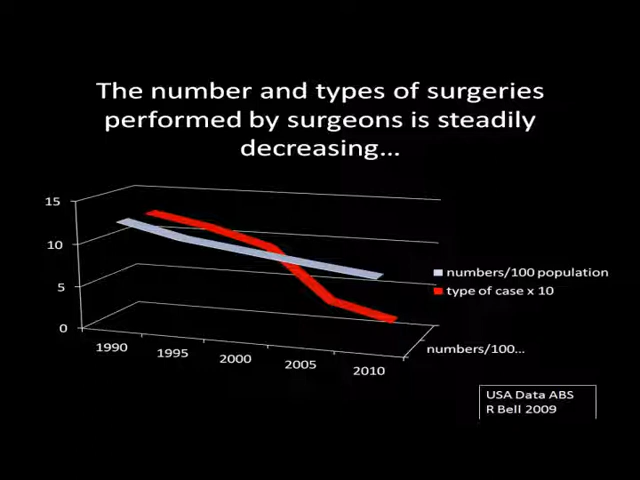 The number and types of surgeries
performed by surgeons is steadily
decreasing...
15
10
5
0
1990
1995
2000
2005
2010
numbers/100 population
type of case x 10
numbers/100...
USA Data ABS
R Bell 2009